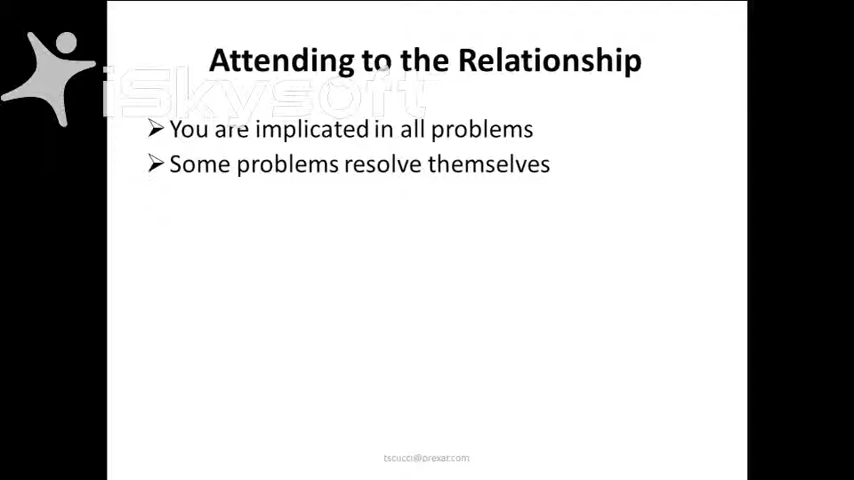 Attending to the Relationship
iSkysoft
You are implicated in all problems
Some problems resolve themselves
tscucci@prexar.com